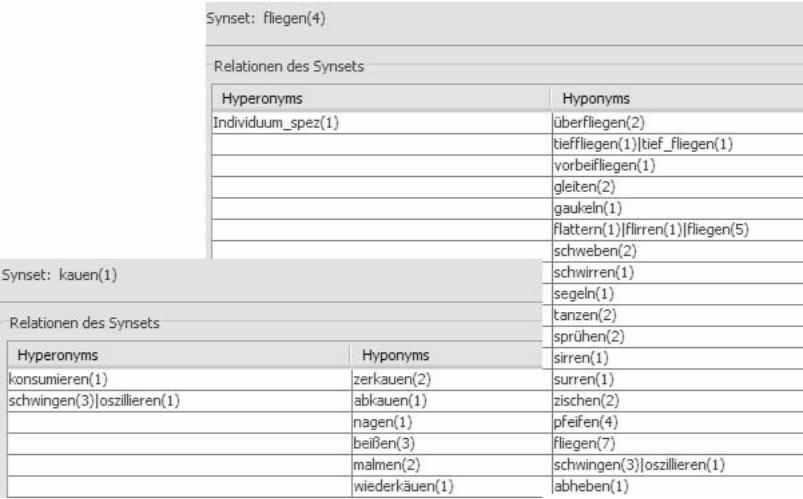 Synset: fliegen(4)
Relationen des Synsets
Hyperonyms Hyponyms
Individuum_spez(1) überfliegen(2)
tieffliegen(1)|tief_fliegen(1)
vorbeifliegen(1)
gleiten(2)
gaukeln(1)
flattern(1)|flirren(1)|fliegen(5)
schweben(2)
schwirren(1)
segeln(1)
tanzen(2)
sprühen(2)
sirren(1)
surren(1)
zischen(2)
pfeifen(4)
fliegen(7)
schwingen(3)|oszillieren(1)
abheben(1)
Synset: kauen(1)
Relationen des Synsets
Hyperonyms Hyponyms
konsumieren(1) zerkauen(2)
schwingen(3)|oszillieren(1) abkauen(1)
nagen(1)
beißen(3)
malmen(2)
wiederkäuen(1)